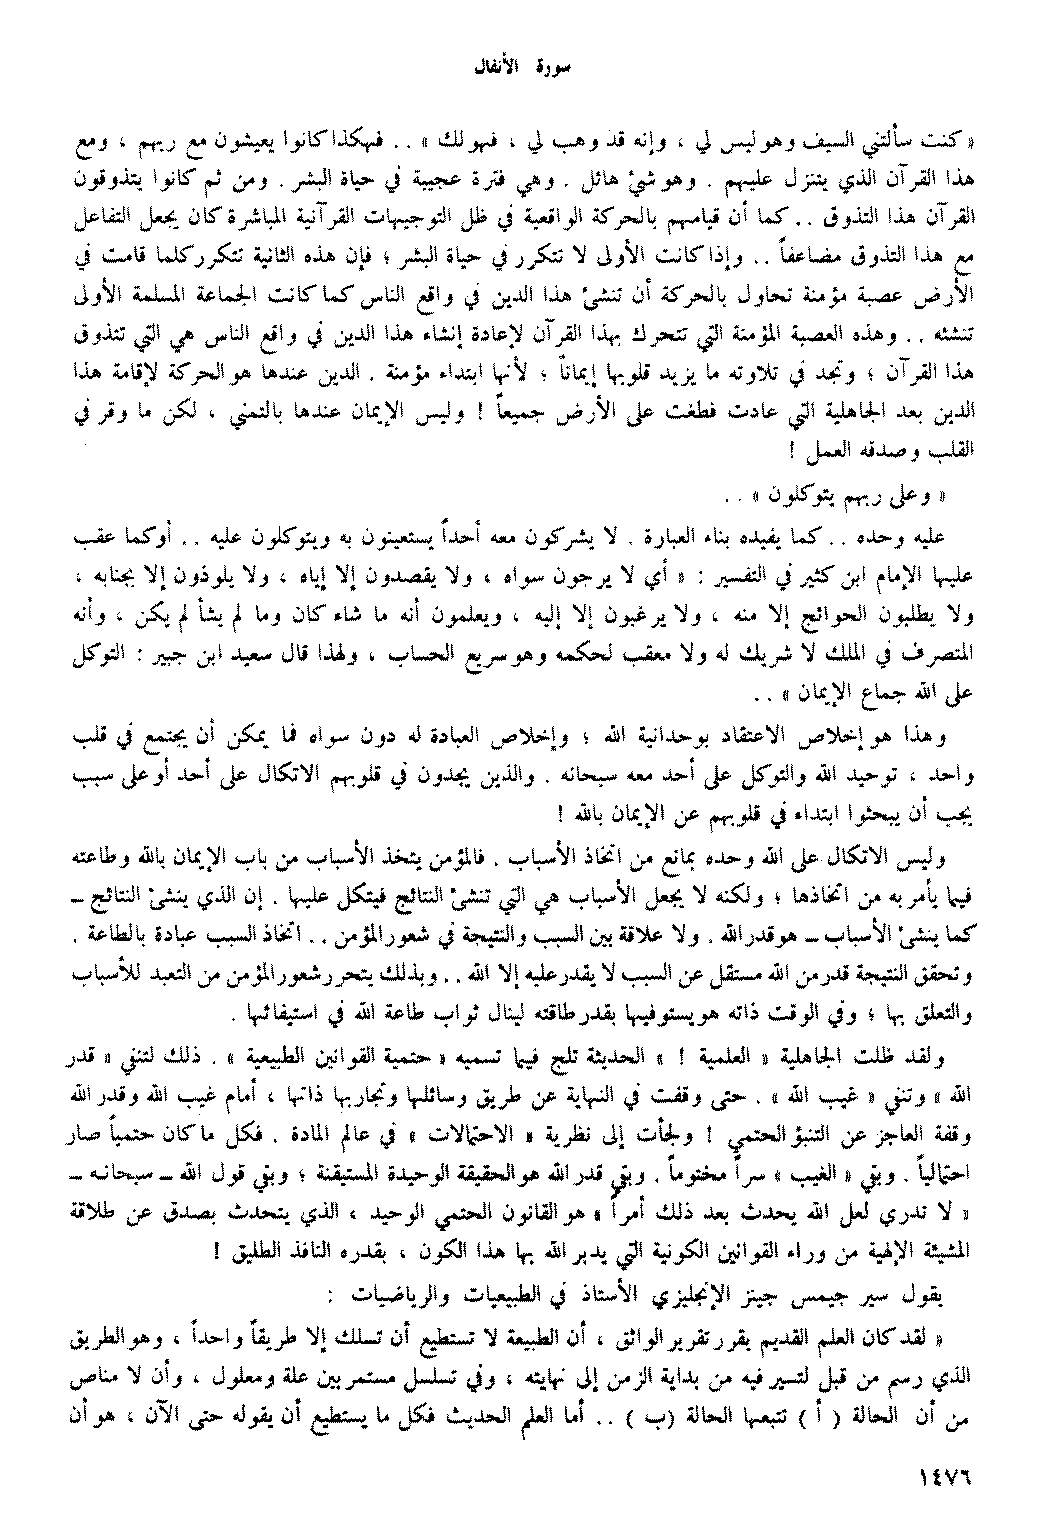 سورة الأنفال
« كنت سألتني السيف وهو ليس لي ، وإنه قد وهب لي ، فهو لك » . . فهكذا كانوا يعيشون مع ربهم ، ومع
هذا القرآن الذي يتنزل عليهم . وهو شيء هائل . وهي فترة عجيبة في حياة البشر . ومن ثم كانوا يتذوقون
القرآن هذا التذوق . . كما أن قيامهم بالحركة الواقعية في ظل التوجيهات القرآنية المباشرة كان يجعل التفاعل
مع هذا التذوق مضاعفاً . . وإذا كانت الأولى لا تتكرر في حياة البشر ؛ فإن هذه الثانية تتكرر كلما قامت في
الأرض عصبة مؤمنة تحاول بالحركة أن تنشئ هذا الدين في واقع الناس كما كانت الجماعة المسلمة الأولى
تنشئه . . وهذه العصبة المؤمنة التي تتحرك بهذا القرآن لإعادة إنشاء هذا الدين في واقع الناس هي التي تتذوق
هذا القرآن ؛ وتجد في تلاوته ما يزيد قلوبها إيماناً ؛ لأنها ابتداء مؤمنة . الدين عندها هو الحركة لإقامة هذا
الدين بعد الجاهلية التي عادت فطغت على الأرض جميعاً ! وليس الإيمان عندها بالتمني ، لكن ما وقر في
القلب وصدقه العمل !
« وعلى ربهم يتوكلون » . .
عليه وحده . . كما يفيده بناء العبارة . لا يشركون معه أحداً يستعينون به ويتوكلون عليه . . أو كما عقب
عليها الإمام ابن كثير في التفسير : « أي لا يرجون سواه ، ولا يقصدون إلا إياه ، ولا يلوذون إلا بجنابه ،
ولا يطلبون الحوائج إلا منه ، ولا يرغبون إلا إليه ، ويعلمون أنه ما شاء كان وما لم يشأ لم يكن ، وأنه
المتصرف في الملك لا شريك له ولا معقب لحكمه وهو سريع الحساب ، ولهذا قال سعيد ابن جبير : التوكل
على الله جماع الإيمان » . .
وهذا هو إخلاص الاعتقاد بوحدانية الله ؛ وإخلاص العبادة له دون سواه فما يمكن أن يجتمع في قلب
واحد ، توحيد الله والتوكل على أحد معه سبحانه . والذين يجدون في قلوبهم الاتكال على أحد أو على سبب
يجب أن يبحثوا ابتداء في قلوبهم عن الإيمان بالله !
وليس الاتكال على الله وحده بمانع من اتخاذ الأسباب . فالمؤمن يتخذ الأسباب من باب الإيمان بالله وطاعته
فيما يأمر به من اتخاذها ؛ ولكنه لا يجعل الأسباب هي التي تنشئ النتائج فيتكل عليها . إن الذي ينشئ النتائج –
كما ينشئ الأسباب – هو قدر الله . ولا علاقة بين السبب والنتيجة في شعور المؤمن . . اتخاذ السبب عبادة بالطاعة .
وتحقق النتيجة قدر من الله مستقل عن السبب لا يقدر عليه إلا الله . . وبذلك يتحرر شعور المؤمن من التعبد للأسباب
والتعلق بها ؛ وفي الوقت ذاته هو يستوفيها بقدر طاقته لينال ثواب طاعة الله في استيفائها .
ولقد ظلت الجاهلية « العلمية ! » الحديثة تلج فيما تسميه « حتمية القوانين الطبيعية » . ذلك لتنفي « قدر
الله » وتنفي « غيب الله » . حتى وقفت في النهاية عن طريق وسائلها وتجاربها ذاتها ، أمام غيب الله وقدر الله
وقفة العاجز عن التنبؤ الحتمي ! ولجأت إلى نظرية « الاحتمالات » في عالم المادة . فكل ما كان حتمياً صار
احتمالياً . وبقي « الغيب » سراً مختوماً . وبقي قدر الله هو الحقيقة الوحيدة المستيقنة ؛ وبقي قول الله – سبحانه –
« لا تدري لعل الله يحدث بعد ذلك أمراً » هو القانون الحتمي الوحيد ، الذي يتحدث بصدق عن طلاقة
المشيئة الإلهية من وراء القوانين الكونية التي يدبر الله بها هذا الكون ، بقدره النافذ الطليق !
يقول سير جيمس جينز الإنجليزي الأستاذ في الطبيعيات والرياضيات :
« لقد كان العلم القديم يقرر تقرير الواثق ، أن الطبيعة لا تستطيع أن تسلك إلا طريقاً واحداً ، وهو الطريق
الذي رسم من قبل لتسير فيه من بداية الزمن إلى نهايته ، وفي تسلسل مستمر بين علة ومعلول ، وأن لا مناص
من أن الحالة ( أ ) تتبعها الحالة ( ب ) . . أما العلم الحديث فكل ما يستطيع أن يقوله حتى الآن ، هو أن
١٤٧٦